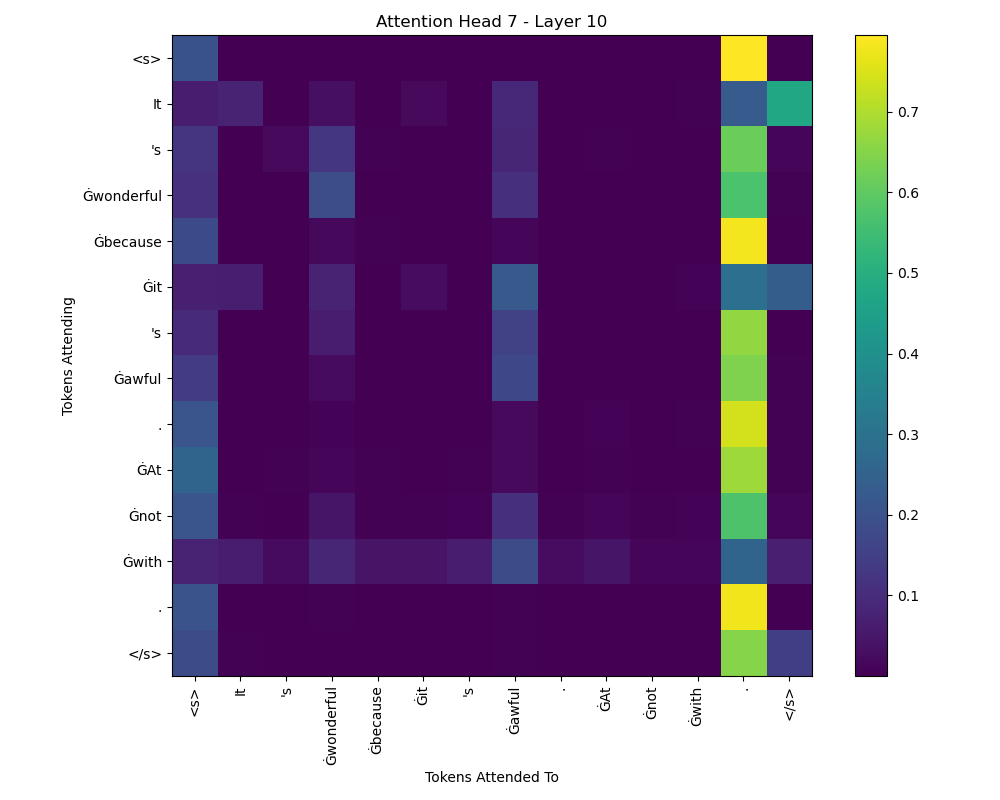 Attention Head 7 - Layer 10
<s>
It
's
Ġwonderful
Ġbecause
Ġit
's
Ġawful
.
ĠAt
Ġnot
Ġwith
.
</s>
Tokens Attending
<s>
It
's
Ġwonderful
Ġbecause
Ġit
's
Ġawful
.
ĠAt
Ġnot
Ġwith
.
</s>
Tokens Attended To
0.7
0.6
0.5
0.4
0.3
0.2
0.1